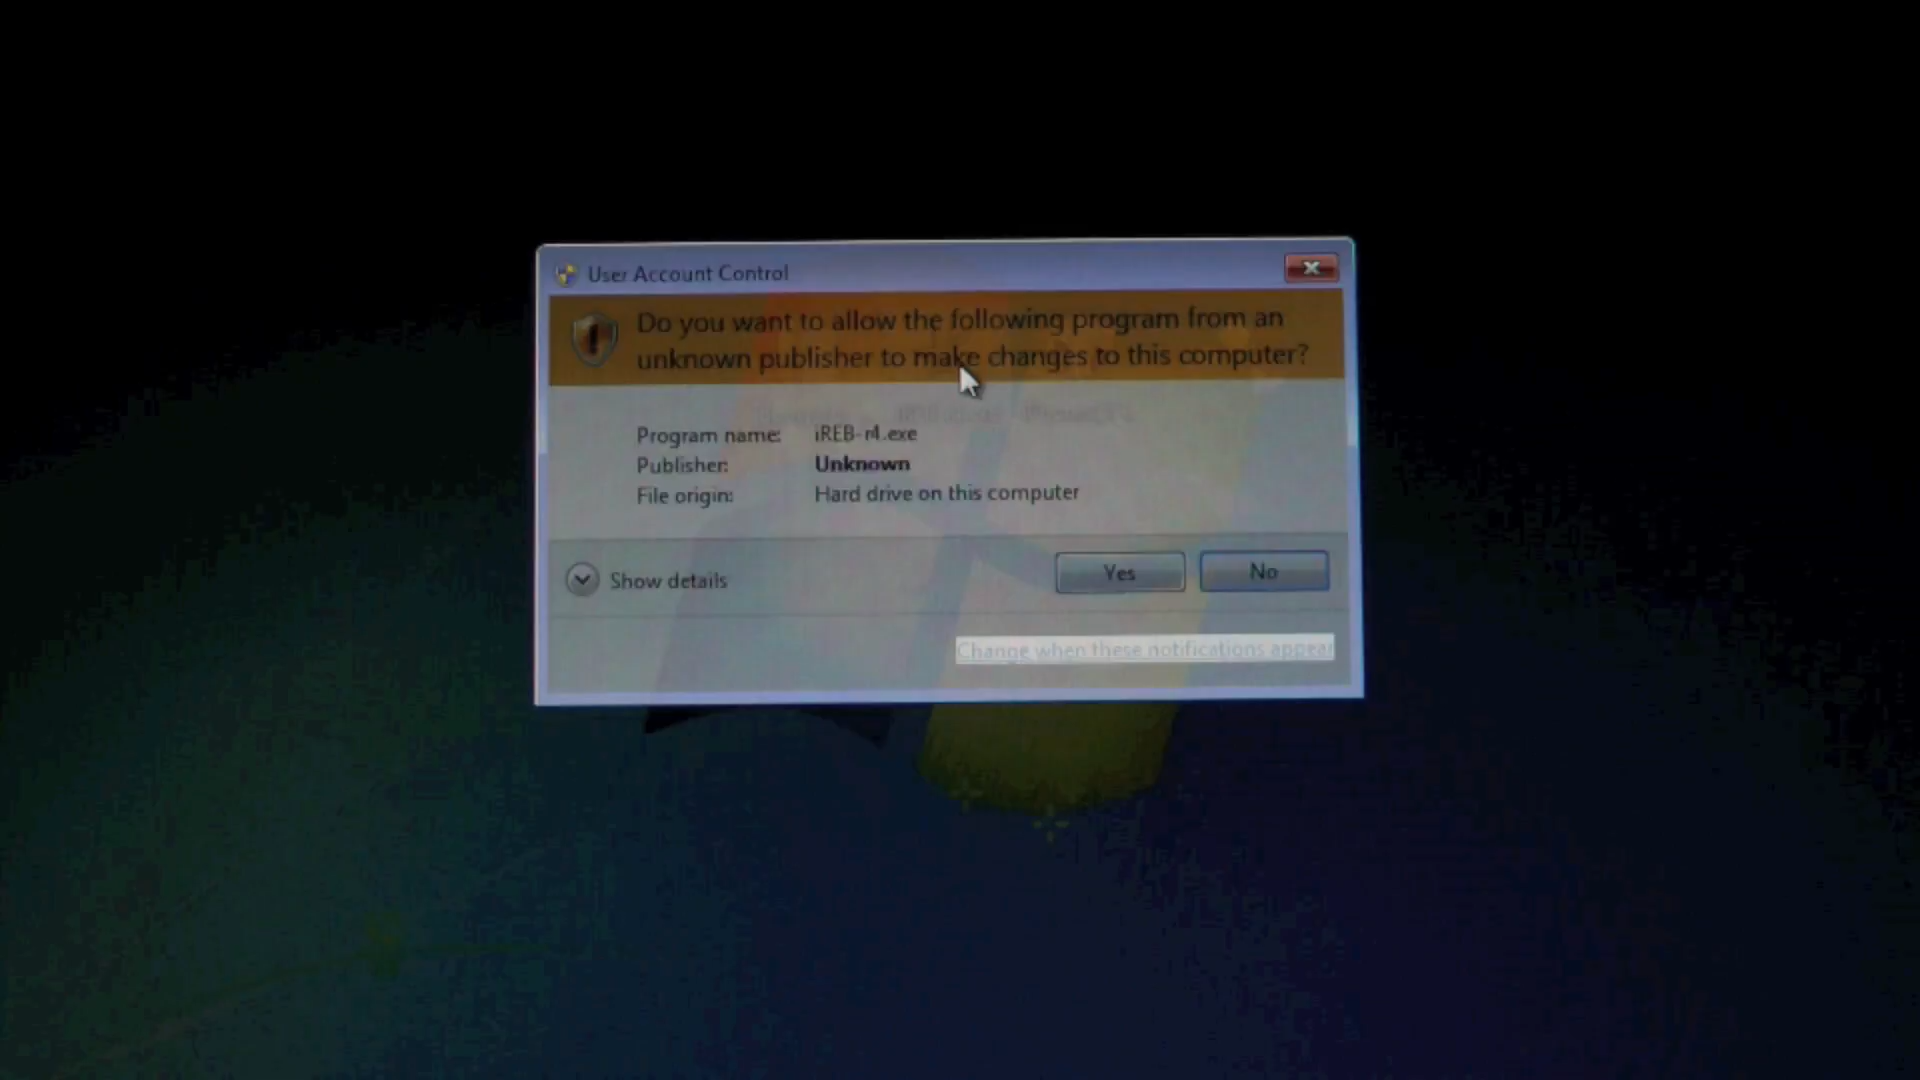 User Account Control
Do you want to allow the following program from an
unknown publisher to make changes to this computer?
Program name: iREB-r4.exe
Publisher: Unknown
File origin: Hard drive on this computer
Show details
Yes
No
Change when these notifications appear